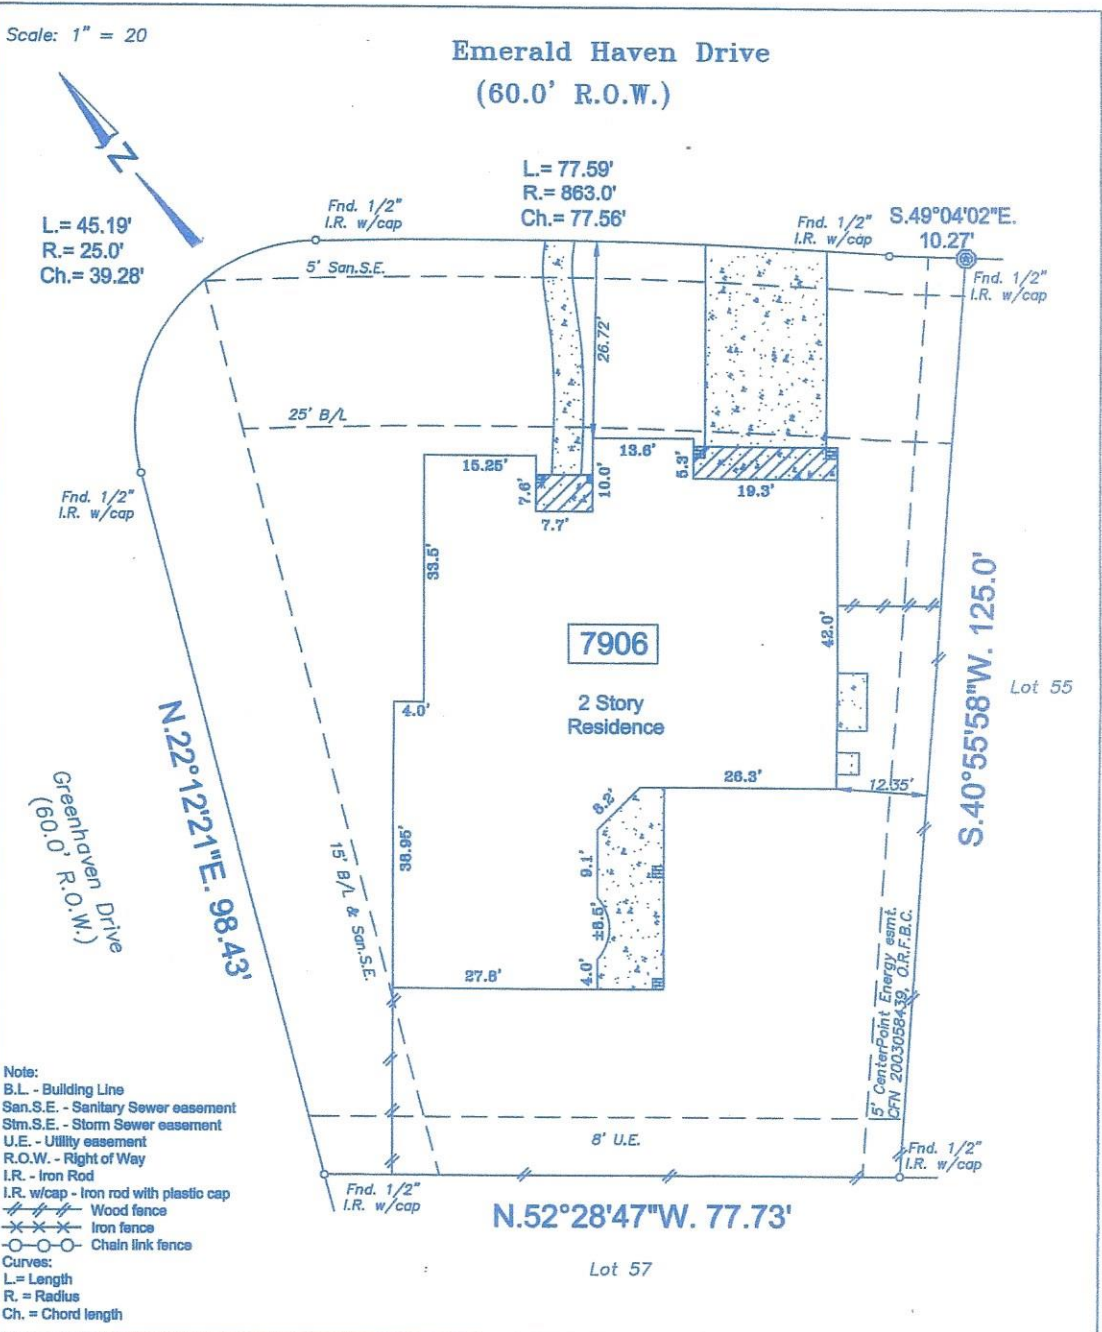 Scale: 1" = 20
Emerald Haven Drive
(60.0' R.O.W.)
N
L.= 77.59'
R.= 863.0'
Ch.= 77.56'
Fnd. 1/2"
I.R. w/cap
Fnd. 1/2"
I.R. w/cap
S.49°04'02"E.
10.27'
L.= 45.19'
R.= 25.0'
Ch.= 39.28'
Fnd. 1/2"
I.R. w/cap
5' San.S.E.
26.72'
25' B/L
15.25'
13.6'
5.3'
7.6'
10.0'
19.3'
7.7'
Fnd. 1/2"
I.R. w/cap
33.5'
42.0'
7906
2 Story
Residence
S.40°55'58"W. 125.0'
Lot 55
4.0'
N.22°12'21"E. 98.43'
Greenhaven Drive
(60.0' R.O.W.)
26.3'
12.35'
38.95'
9.1'
15' B/L & San.S.E.
4.0'
27.8'
5' CenterPoint Energy esmt.
CFN 2003058439, O.R.F.B.C.
8' U.E.
Fnd. 1/2"
I.R. w/cap
Fnd. 1/2"
I.R. w/cap
N.52°28'47"W. 77.73'
Lot 57
Note:
B.L. - Building Line
San.S.E. - Sanitary Sewer easement
Stm.S.E. - Storm Sewer easement
U.E. - Utility easement
R.O.W. - Right of Way
I.R. - Iron Rod
I.R. w/cap - Iron rod with plastic cap
Wood fence
Iron fence
Chain link fence
Curves:
L.= Length
R. = Radius
Ch. = Chord length